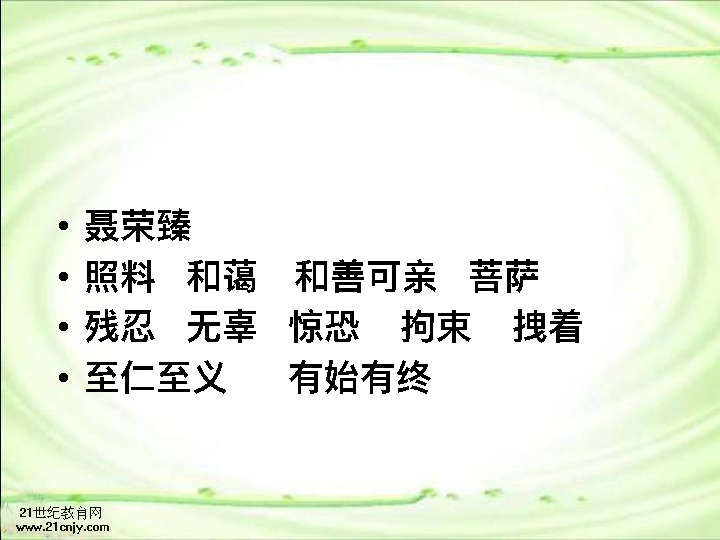 • 聂荣臻
• 照料 和蔼 和善可亲 菩萨
• 残忍 无辜 惊恐 拘束 拽着
• 至仁至义 有始有终
21世纪教育网
www.21cnjy.com